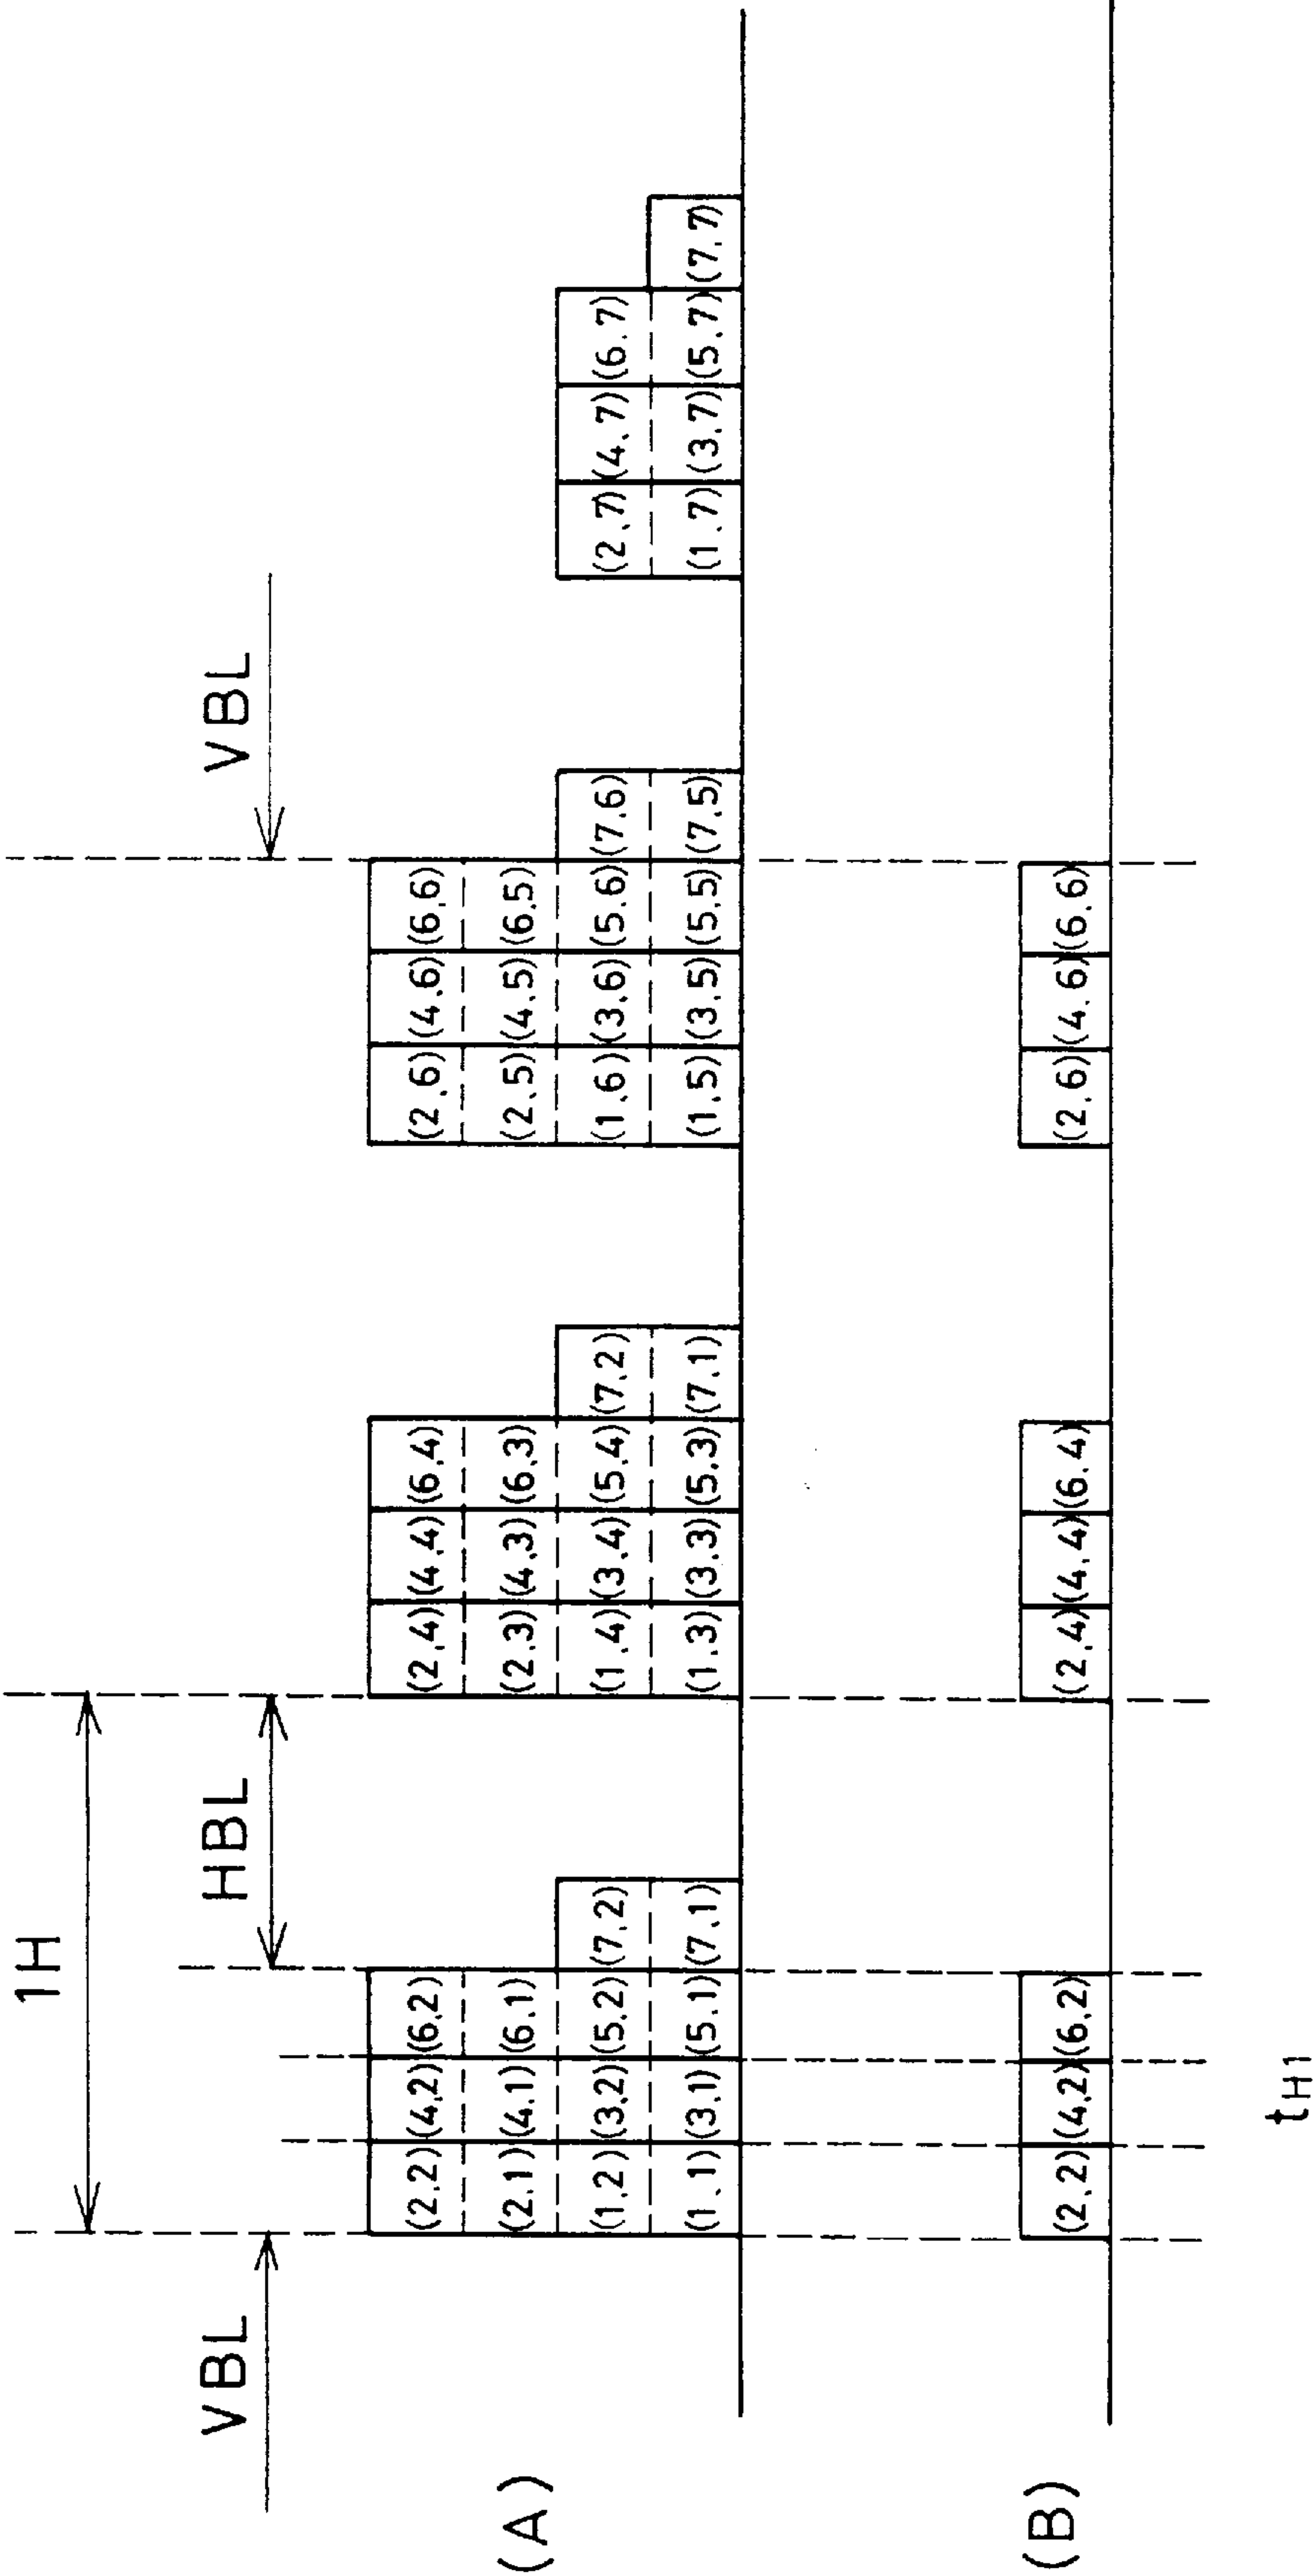 1H
VBL HBL VBL
(A)
(2,2) (4,2) (6,2) (2,4) (4,4) (6,4) (2,6) (4,6) (6,6)
(2,1) (4,1) (6,1) (2,3) (4,3) (6,3) (2,5) (4,5) (6,5)
(1,2) (3,2) (5,2) (7,2) (1,4) (3,4) (5,4) (7,2) (1,6) (3,6) (5,6) (7,6) (2,7) (4,7) (6,7)
(1,1) (3,1) (5,1) (7,1) (1,3) (3,3) (5,3) (7,1) (1,5) (3,5) (5,5) (7,5) (1,7) (3,7) (5,7) (7,7)
(B)
(2,2) (4,2) (6,2) (2,4) (4,4) (6,4) (2,6) (4,6) (6,6)
tH1